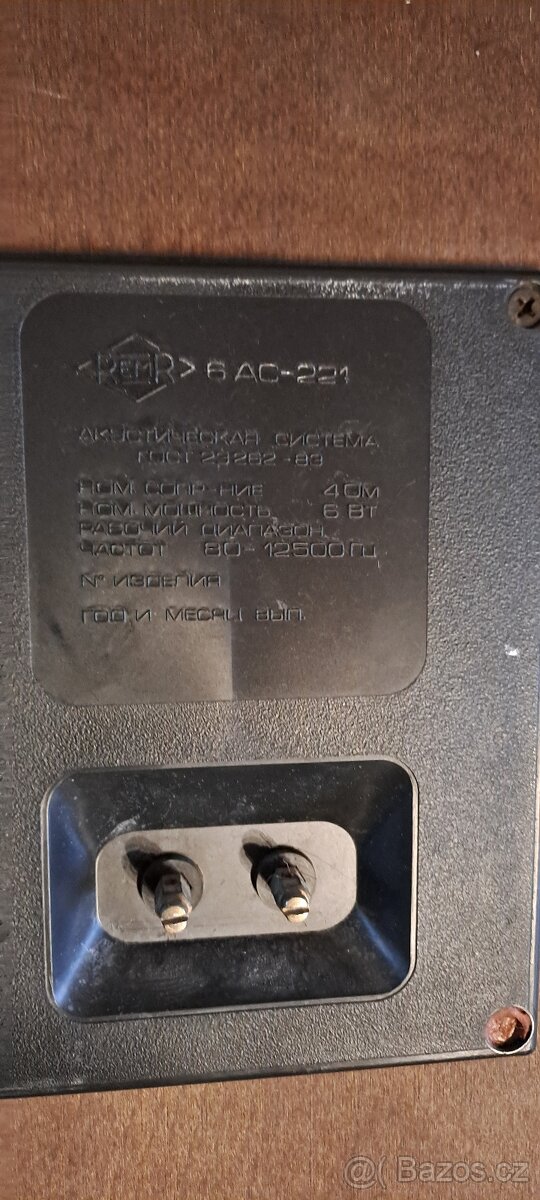 6 АС-221
АКУСТИЧЕСКАЯ СИСТЕМА
ГОСТ 23262-83
НОМ. СОПР-НИЕ 4 ОМ
НОМ. МОЩНОСТЬ 6 ВТ
РАБОЧИЙ ДИАПАЗОН
ЧАСТОТ 80-12500 ГЦ
№ ИЗДЕЛИЯ
ГОД И МЕСЯЦ ВЫП.
Bazos.cz